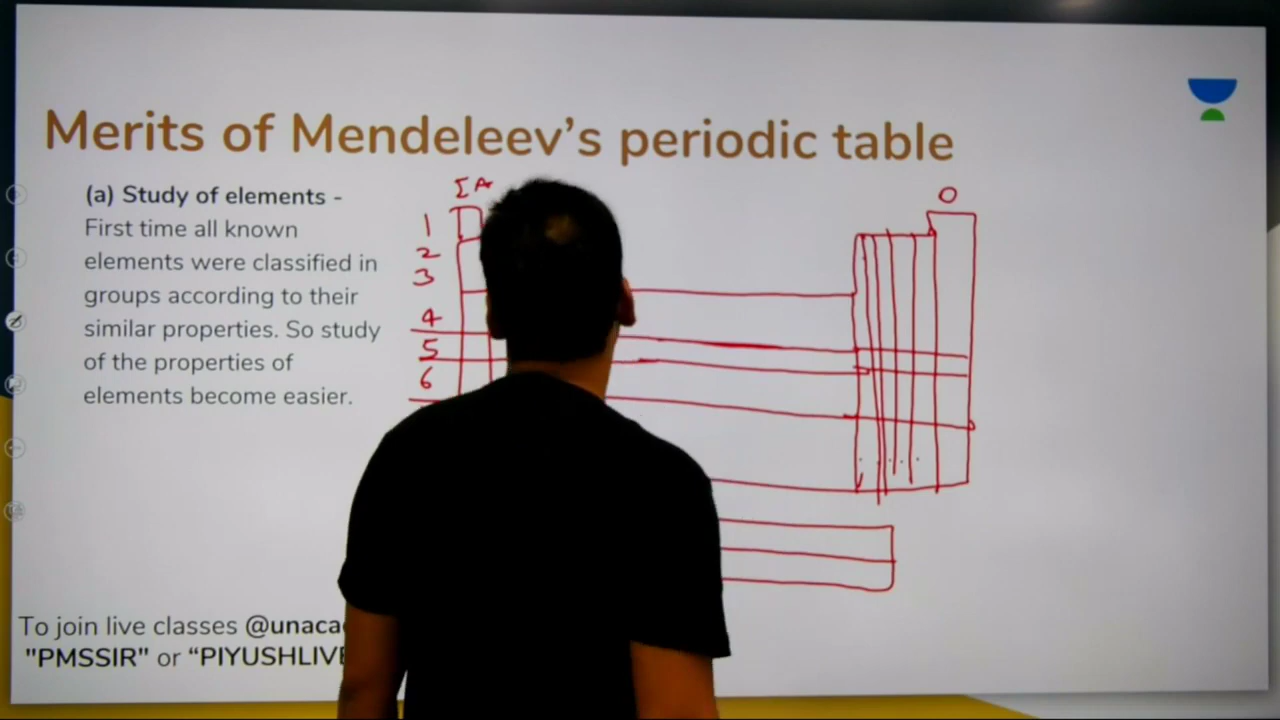 Merits of Mendeleev's periodic table
(a) Study of elements -
First time all known
elements were classified in
groups according to their
similar properties. So study
of the properties of
elements become easier.
IA
0
1
2
3
4
5
6
To join live classes @unaca
"PMSSIR" or “PIYUSHLIVE